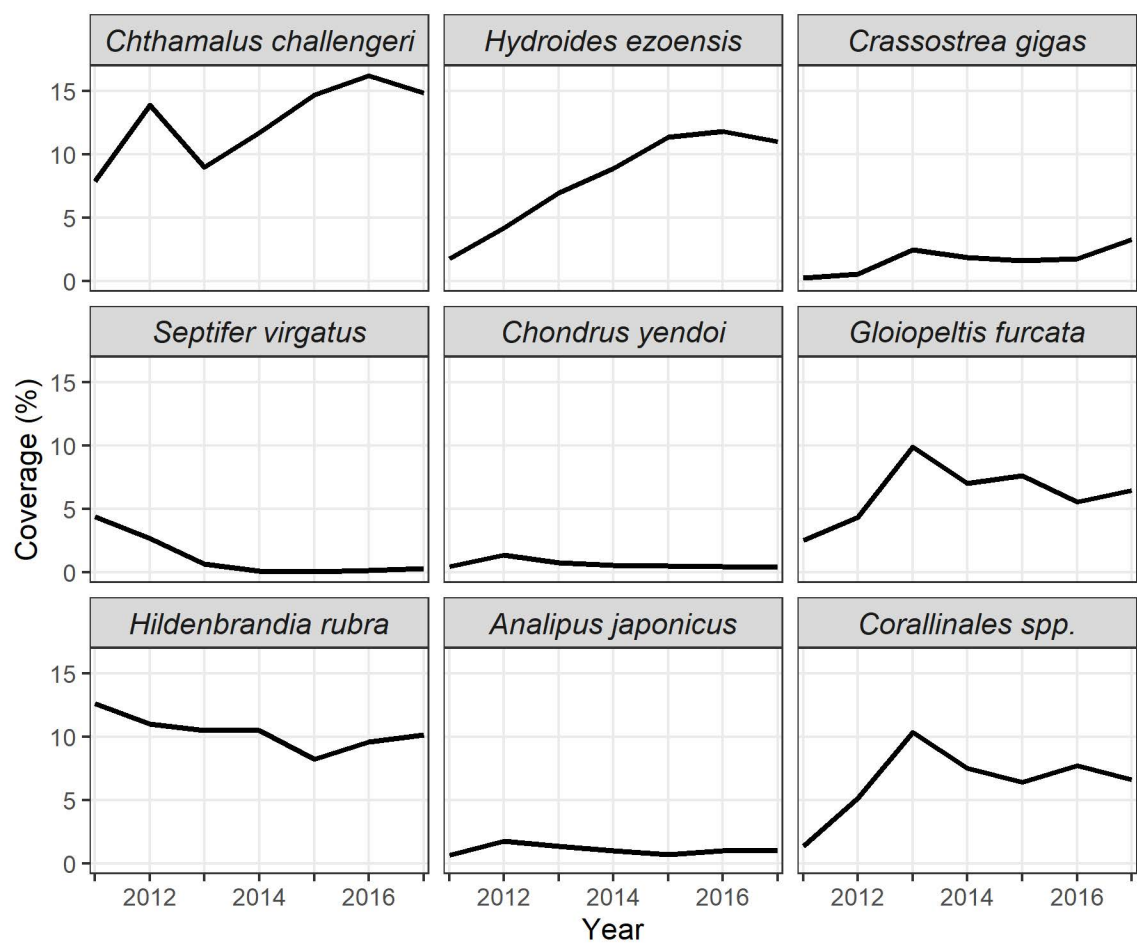 Chthamalus challengeri Hydroides ezoensis Crassostrea gigas
15
10
5
0
Septifer virgatus Chondrus yendoi Gloiopeltis furcata
Coverage (%)
15
10
5
0
Hildenbrandia rubra Analipus japonicus Corallinales spp.
15
10
5
0
2012 2014 2016 2012 2014 2016 2012 2014 2016
Year